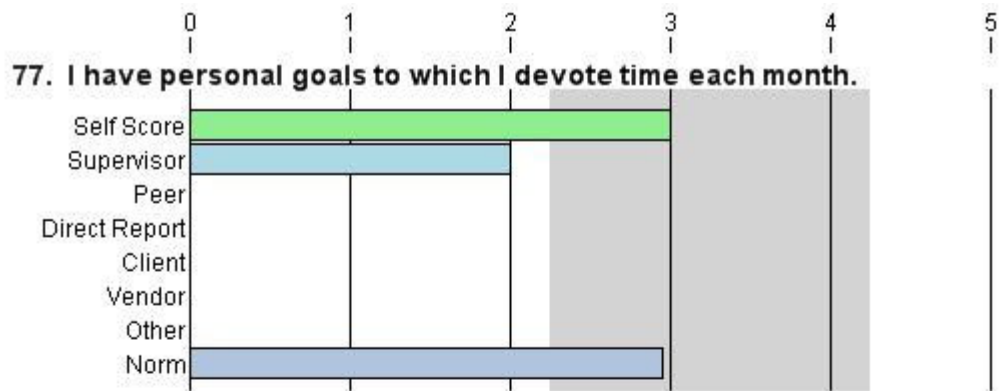 0 1 2 3 4 5
77. I have personal goals to which I devote time each month.
Self Score
Supervisor
Peer
Direct Report
Client
Vendor
Other
Norm